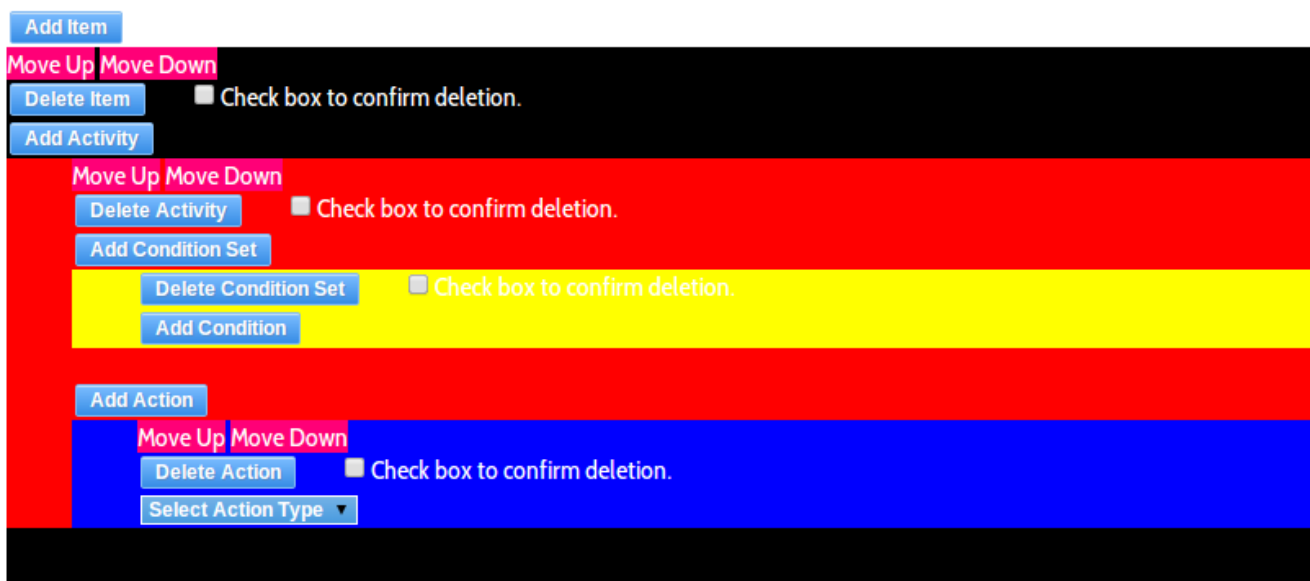 Add Item
Move Up Move Down
Delete Item Check box to confirm deletion.
Add Activity
Move Up Move Down
Delete Activity Check box to confirm deletion.
Add Condition Set
Delete Condition Set Check box to confirm deletion.
Add Condition
Add Action
Move Up Move Down
Delete Action Check box to confirm deletion.
Select Action Type